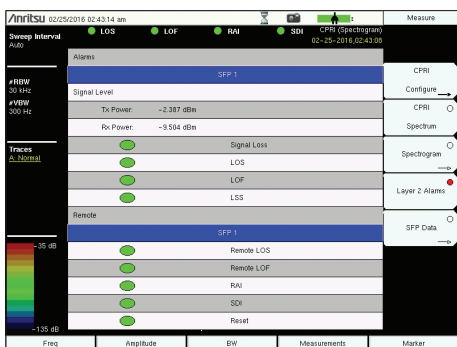 Anritsu 02/25/2016 02:43:14 am
Measure
Sweep Interval
Auto
LOS LOF RAI SDI CPRI (Spectrogram)
02-25-2016,02:43:06
Alarms
SFP 1
CPRI
Configure
#RBW
30 kHz
Signal Level
#VBW
300 Hz
Tx Power: -2.387 dBm
CPRI
Spectrum
Rx Power: -9.504 dBm
Traces
A: Normal
Signal Loss
Spectrogram
LOS
LOF
Layer 2 Alarms
LSS
Remote
SFP 1
SFP Data
-35 dB
Remote LOS
Remote LOF
RAI
SDI
Reset
-135 dB
Freq Amplitude BW Measurements Marker